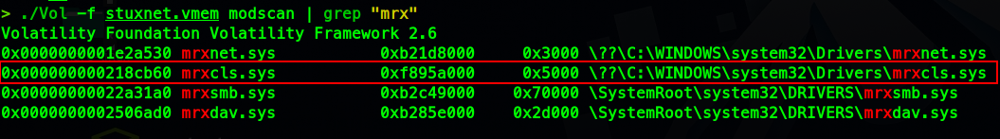 > ./Vol -f stuxnet.vmem modscan | grep "mrx"
Volatility Foundation Volatility Framework 2.6
0x0000000001e2a530 mrxnet.sys 0xb21d8000 0x3000 \??\C:\WINDOWS\system32\Drivers\mrxnet.sys
0x000000000218cb60 mrxcls.sys 0xf895a000 0x5000 \??\C:\WINDOWS\system32\Drivers\mrxcls.sys
0x00000000022a31a0 mrxsmb.sys 0xb2c49000 0x70000 \SystemRoot\system32\DRIVERS\mrxsmb.sys
0x0000000002506ad0 mrxdav.sys 0xb285e000 0x2d000 \SystemRoot\system32\DRIVERS\mrxdav.sys